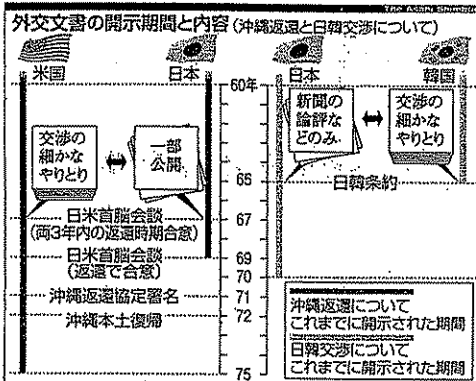 The Asahi Shimbun
外交文書の開示期間と内容(沖縄返還と日韓交渉について)
米国
日本
日本
韓国
60年
交渉の
細かな
やりとり
一部
公開
新聞の
論評な
どのみ
交渉の
細かな
やりとり
65
日韓条約
日米首脳会談
67
(両3年内の返還時期合意)
日米首脳会談
69
(返還で合意)
70
沖縄返還協定署名
71
沖縄本土復帰
'72
75
沖縄返還について
これまでに開示された期間
日韓交渉について
これまでに開示された期間